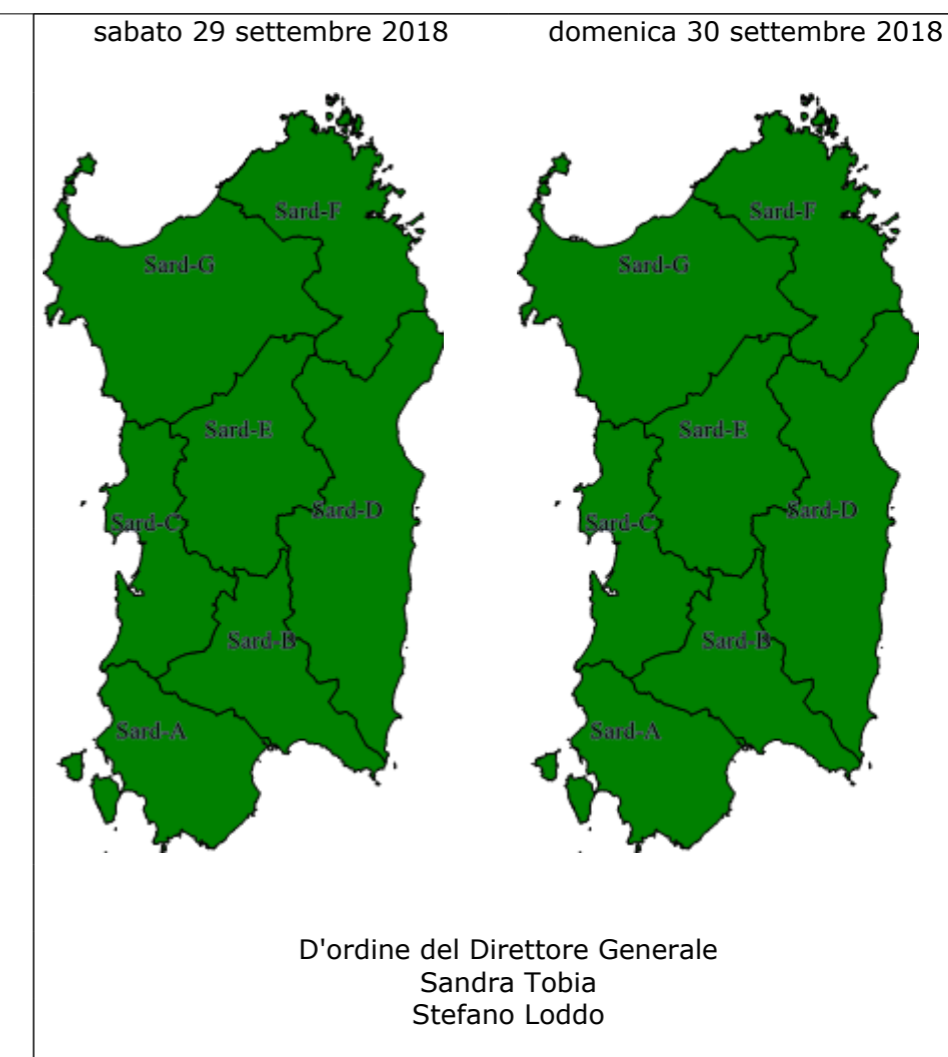 sabato 29 settembre 2018
domenica 30 settembre 2018
Sard-F
Sard-G
Sard-E
Sard-D
Sard-C
Sard-B
Sard-A
Sard-F
Sard-G
Sard-E
Sard-D
Sard-C
Sard-B
Sard-A
D'ordine del Direttore Generale
Sandra Tobia
Stefano Loddo